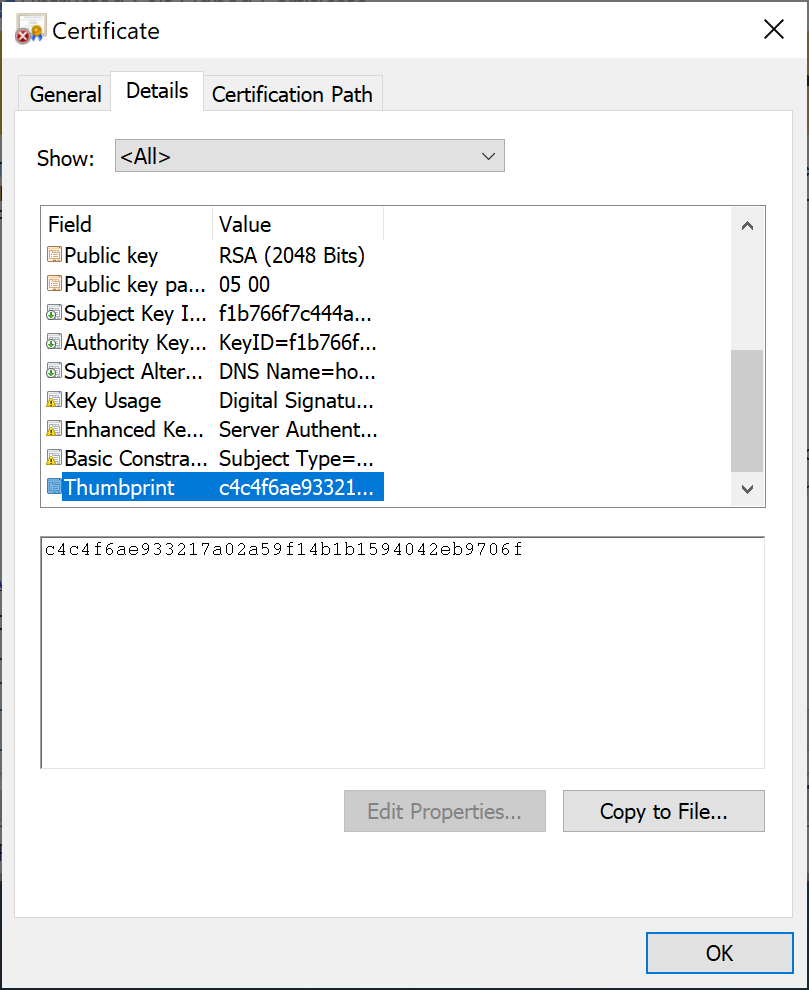 Certificate
General Details Certification Path
Show: <All>
Field Value
Public key RSA (2048 Bits)
Public key pa... 05 00
Subject Key I... f1b766f7c444a...
Authority Key... KeyID=f1b766f...
Subject Alter... DNS Name=ho...
Key Usage Digital Signatu...
Enhanced Ke... Server Authent...
Basic Constra... Subject Type=...
Thumbprint c4c4f6ae93321...
c4c4f6ae933217a02a59f14b1b1594042eb9706f
Edit Properties... Copy to File...
OK